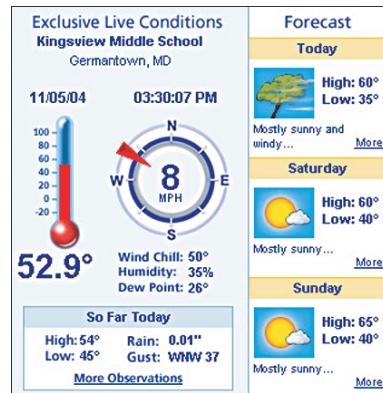 Exclusive Live Conditions
Kingsview Middle School
Germantown, MD
11/05/04 03:30:07 PM
100
80
60
40
20
0
-20
N
W
E
S
8
MPH
52.9°
Wind Chill: 50°
Humidity: 35%
Dew Point: 26°
So Far Today
High: 54° Rain: 0.01"
Low: 45° Gust: WNW 37
More Observations
Forecast
Today
High: 60°
Low: 35°
Mostly sunny and
windy... More
Saturday
High: 60°
Low: 40°
Mostly sunny...
More
Sunday
High: 65°
Low: 40°
Mostly sunny...
More